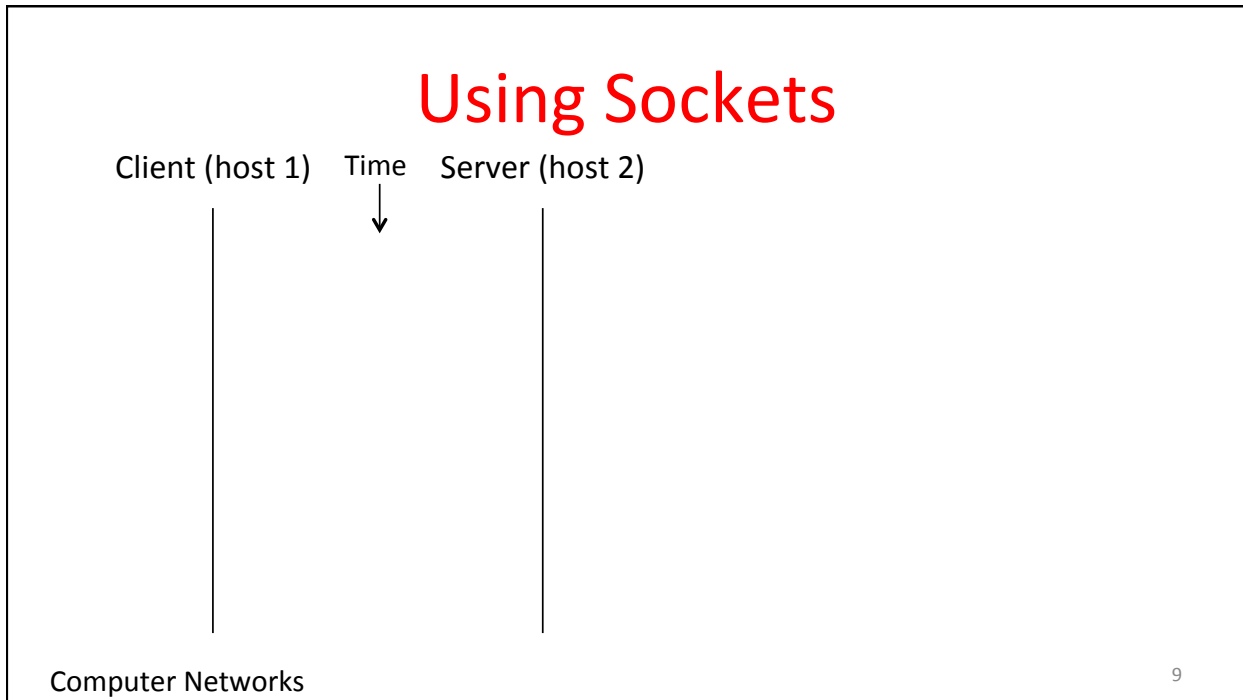 Using Sockets
Client (host 1) Time Server (host 2)
Computer Networks
9